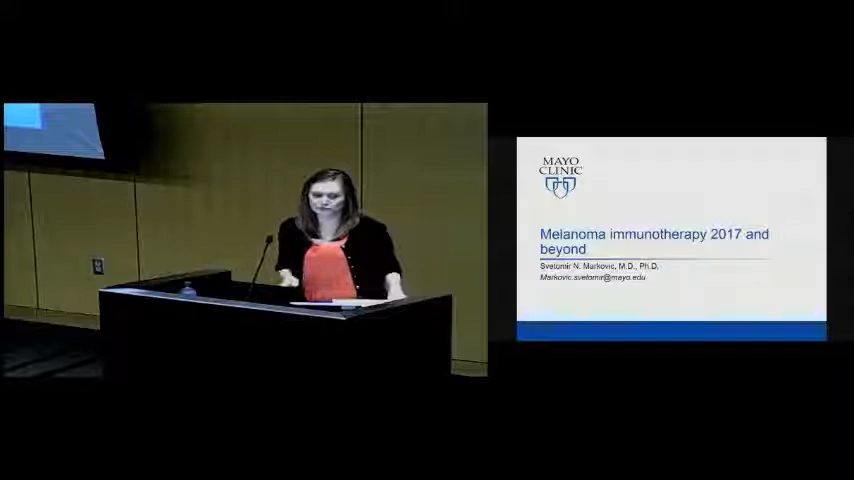 MAYO
CLINIC
Melanoma immunotherapy 2017 and
beyond
Svetomir N. Markovic, M.D., Ph.D.
Markovic.svetomir@mayo.edu